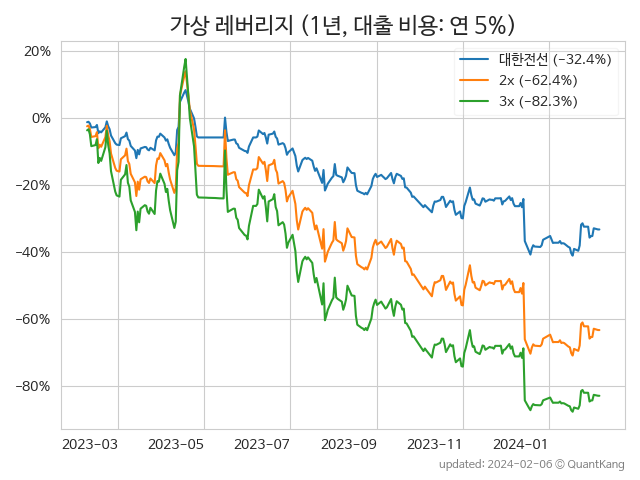 가상 레버리지 (1년, 대출 비용: 연 5%)
대한전선 (−32.4%)
2x (−62.4%)
3x (−82.3%)
20%
0%
−20%
−40%
−60%
−80%
2023-03 2023-05 2023-07 2023-09 2023-11 2024-01
updated: 2024-02-06 © QuantKang